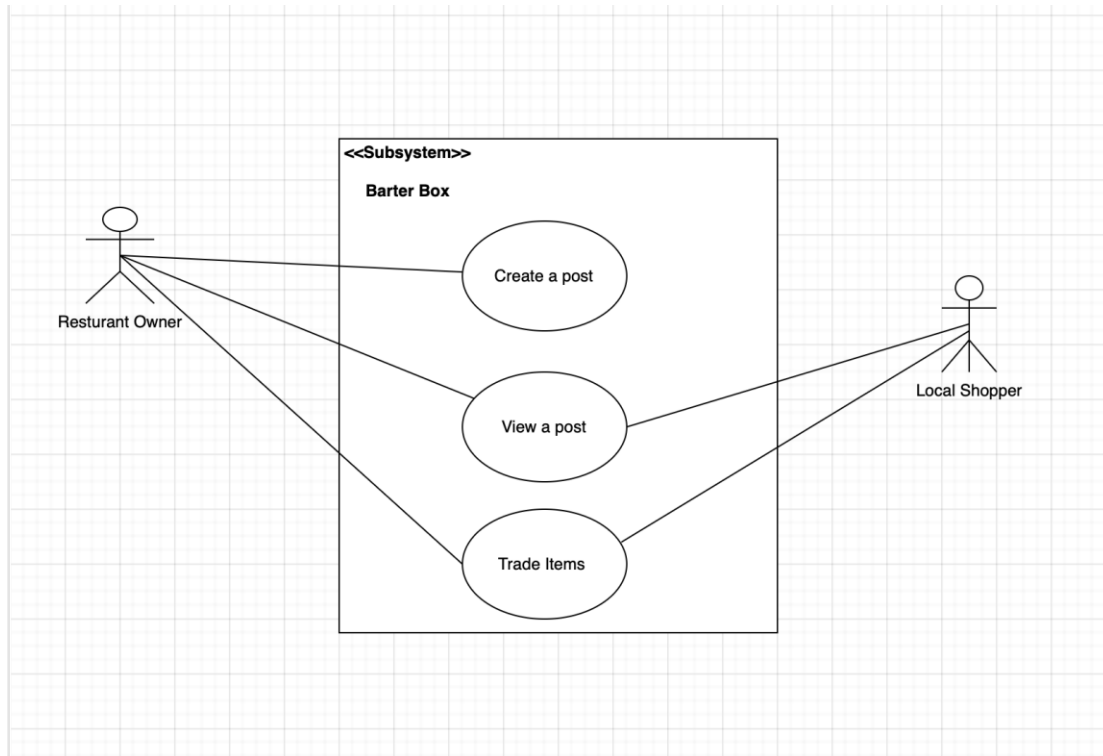 <<Subsystem>>
Barter Box
Create a post
Resturant Owner
Local Shopper
View a post
Trade Items